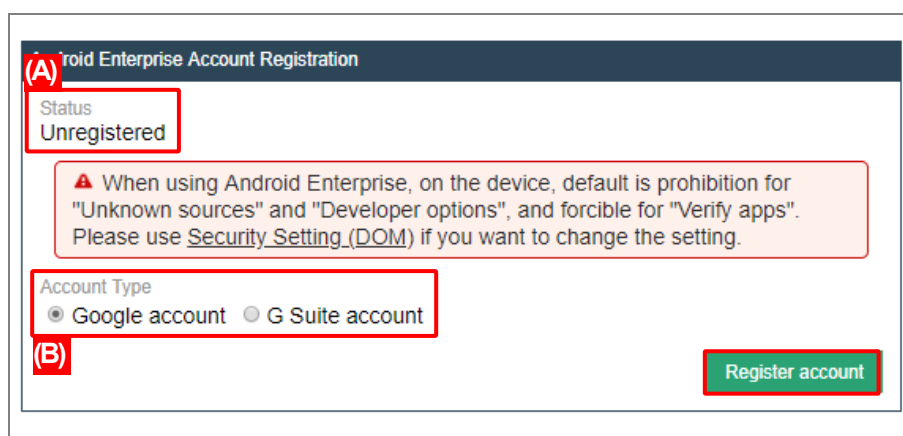 Android Enterprise Account Registration
(A)
Status
Unregistered
When using Android Enterprise, on the device, default is prohibition for
"Unknown sources" and "Developer options", and forcible for "Verify apps".
Please use Security Setting (DOM) if you want to change the setting.
Account Type
Google account G Suite account
(B)
Register account